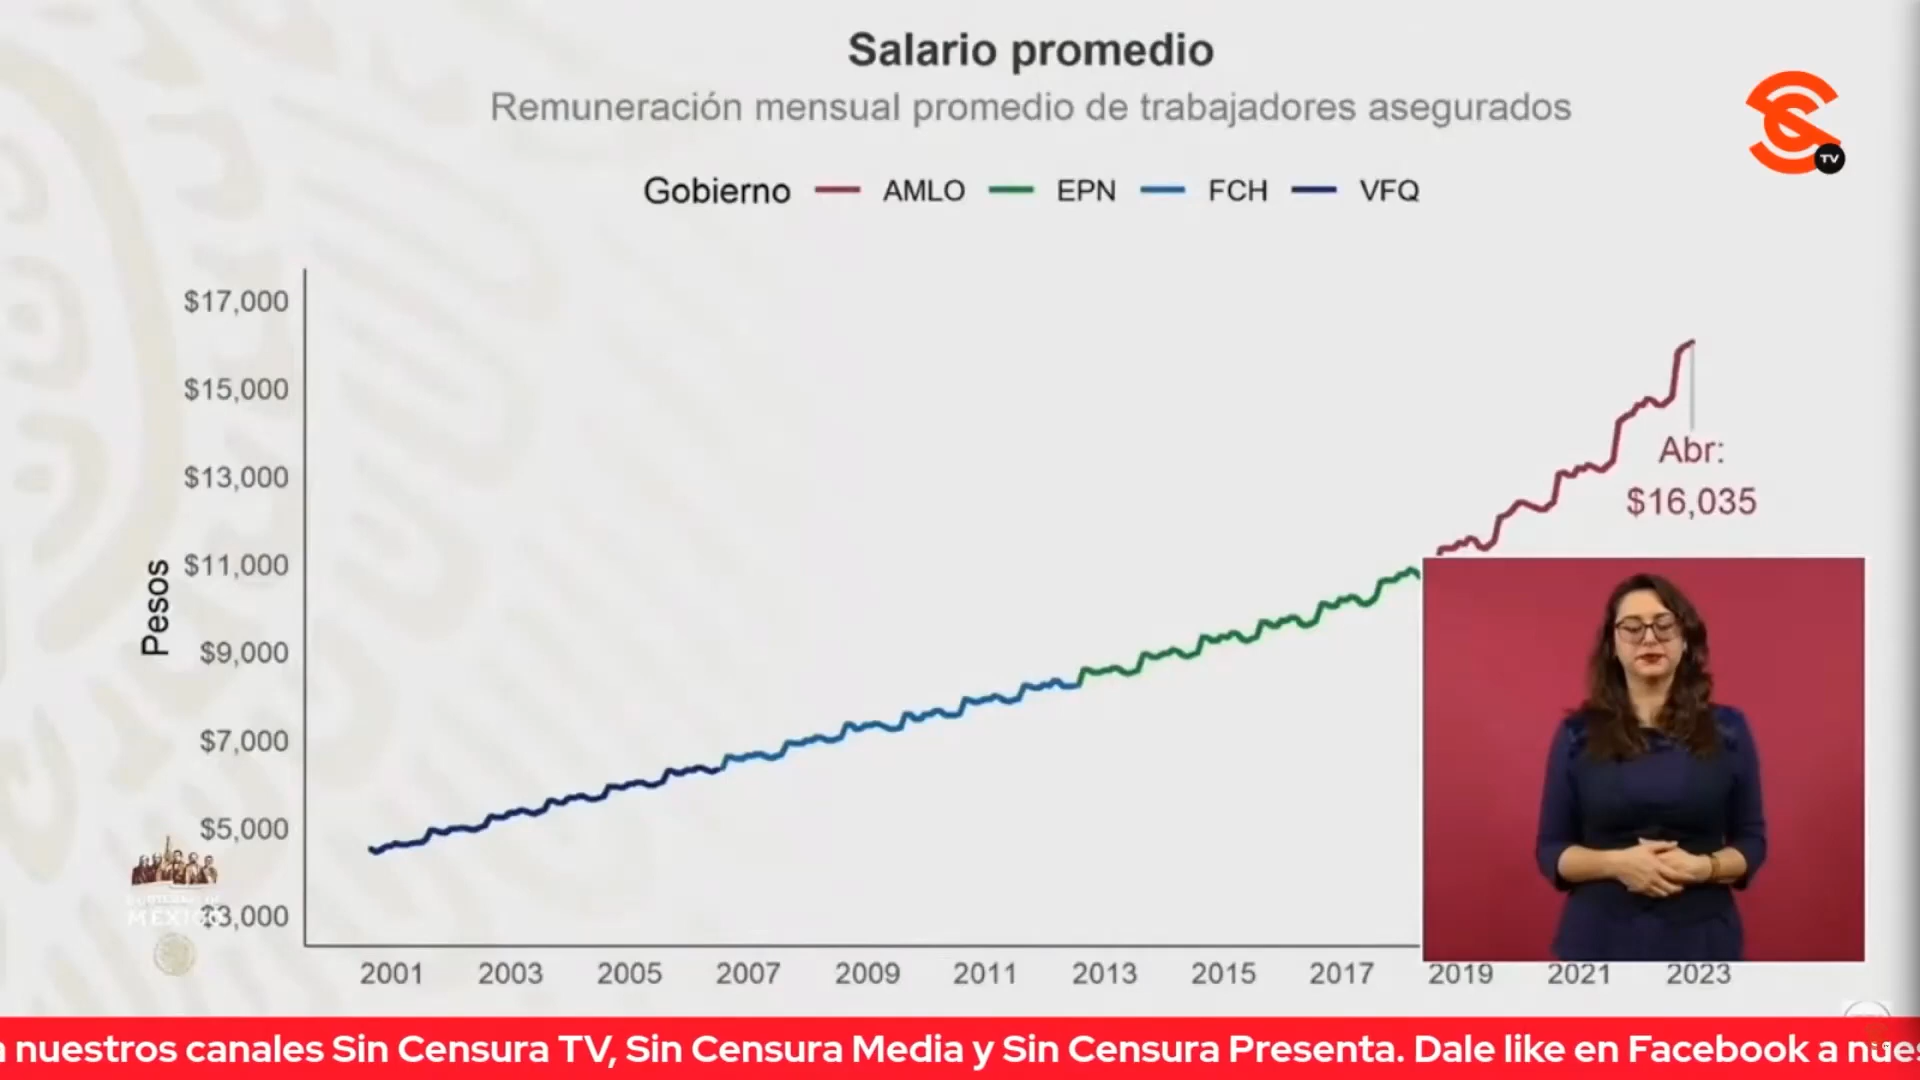 Salario promedio
Remuneración mensual promedio de trabajadores asegurados
TV
Gobierno AMLO EPN FCH VFQ
$17,000
$15,000
$13,000
$11,000
$9,000
$7,000
$5,000
$3,000
Pesos
Abr:
$16,035
GOBIERNO DE
MÉXICO
2001 2003 2005 2007 2009 2011 2013 2015 2017 2019 2021 2023
nuestros canales Sin Censura TV, Sin Censura Media y Sin Censura Presenta. Dale like en Facebook a